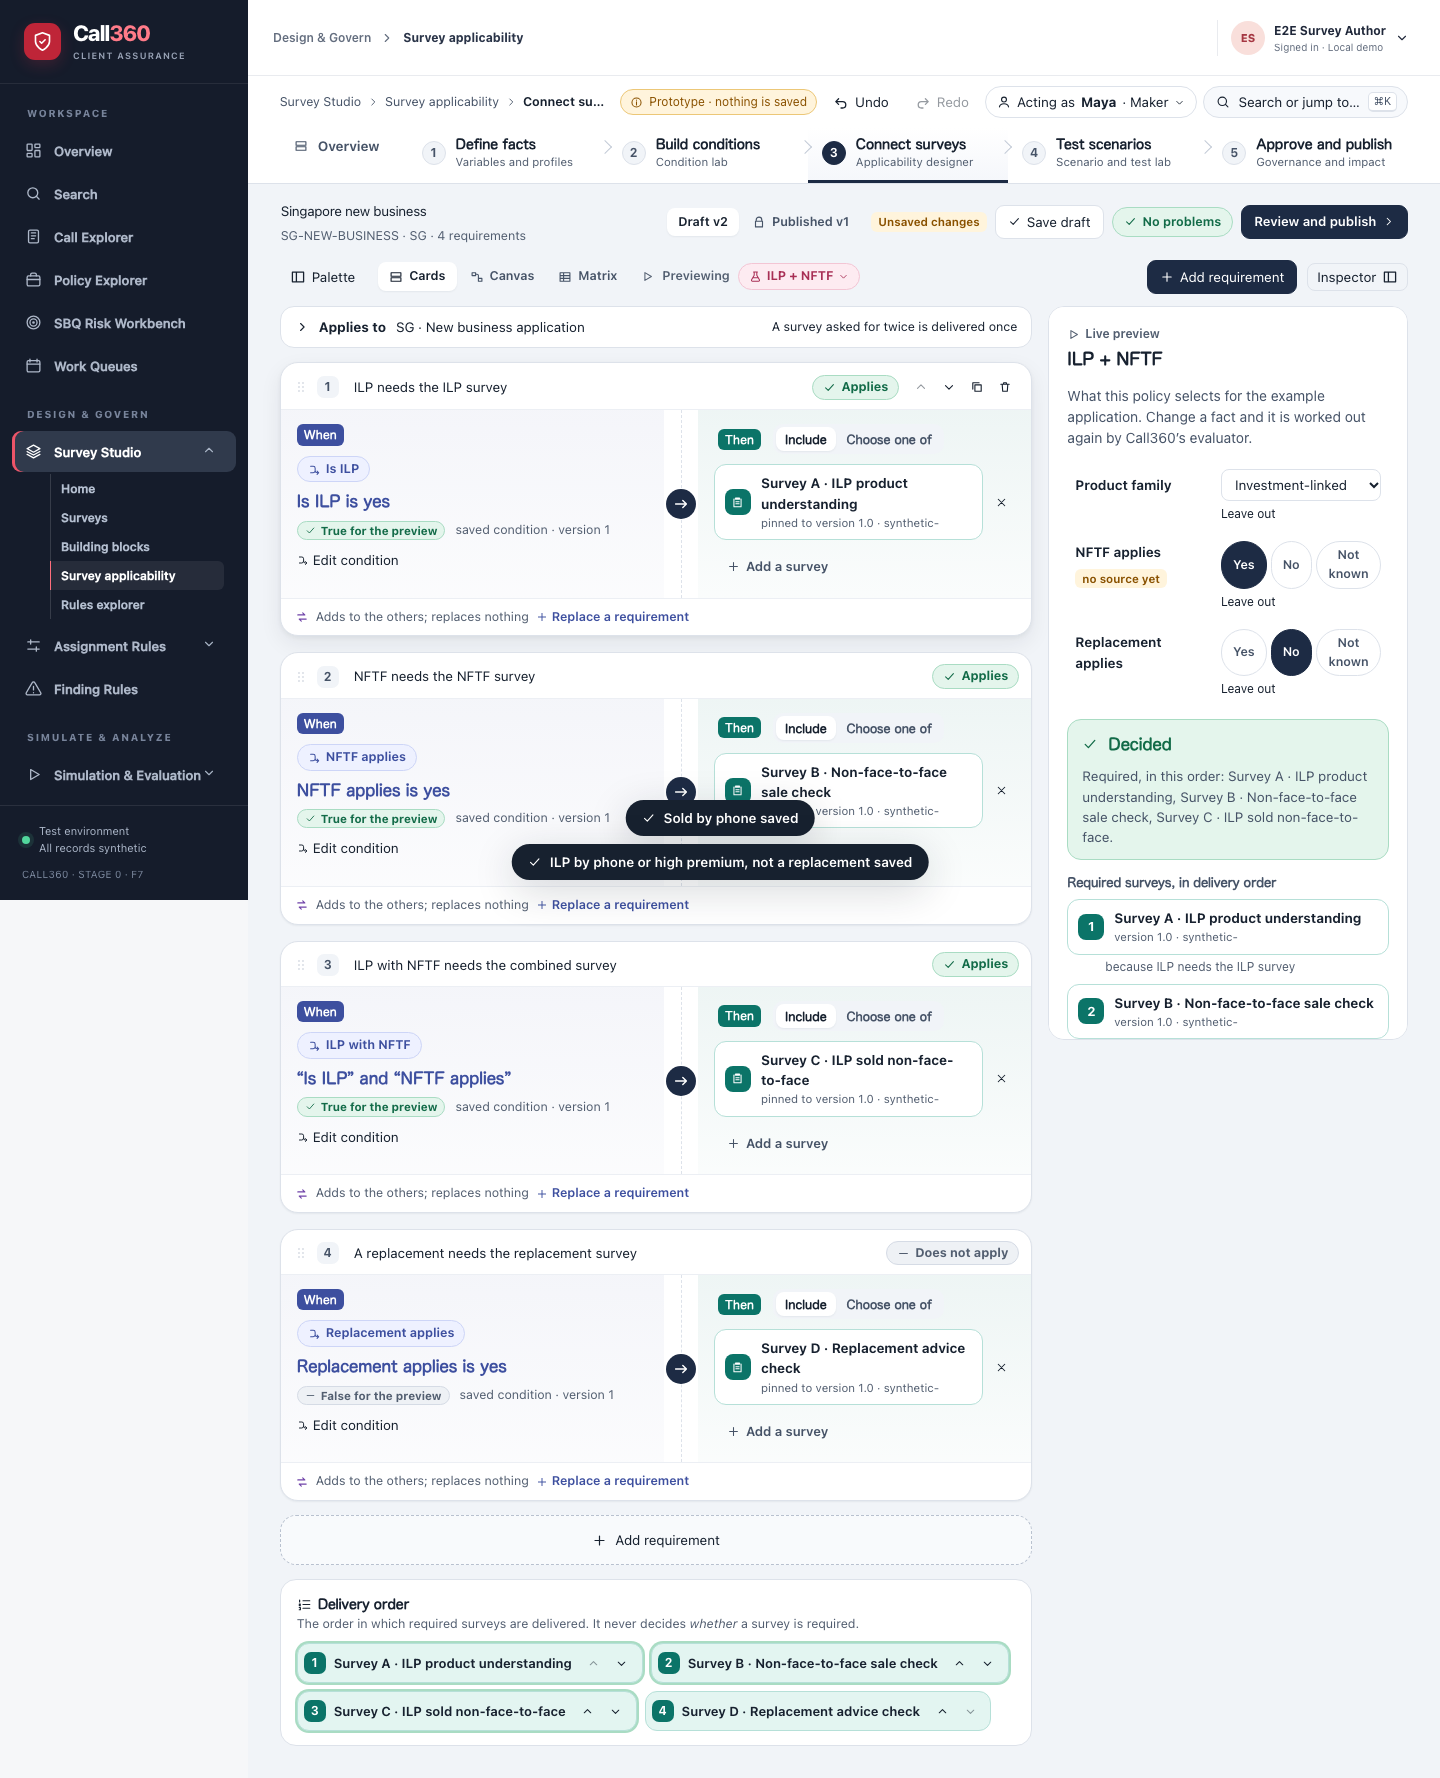 Call360
CLIENT ASSURANCE
WORKSPACE
Overview
Search
Call Explorer
Policy Explorer
SBQ Risk Workbench
Work Queues
DESIGN & GOVERN
Survey Studio
Home
Surveys
Building blocks
Survey applicability
Rules explorer
Assignment Rules
Finding Rules
SIMULATE & ANALYZE
Simulation & Evaluation
Test environment
All records synthetic
CALL360 · STAGE 0 · F7
Design & Govern
Survey applicability
ES
E2E Survey Author
Signed in · Local demo
Survey Studio
Survey applicability
Connect su...
Prototype · nothing is saved
Undo
Redo
Acting as Maya · Maker
Search or jump to...
⌘K
Overview
1
Define facts
Variables and profiles
2
Build conditions
Condition lab
3
Connect surveys
Applicability designer
4
Test scenarios
Scenario and test lab
5
Approve and publish
Governance and impact
Singapore new business
SG-NEW-BUSINESS · SG · 4 requirements
Draft v2
Published v1
Unsaved changes
Save draft
No problems
Review and publish
Palette
Cards
Canvas
Matrix
Previewing
ILP + NFTF
Add requirement
Inspector
Applies to SG · New business application
A survey asked for twice is delivered once
1
ILP needs the ILP survey
Applies
When
Is ILP
Is ILP is yes
True for the preview
saved condition · version 1
Edit condition
Then
Include
Choose one of
Survey A · ILP product
understanding
pinned to version 1.0 · synthetic-
Add a survey
Adds to the others; replaces nothing
Replace a requirement
2
NFTF needs the NFTF survey
Applies
When
NFTF applies
NFTF applies is yes
True for the preview
saved condition · version 1
Edit condition
Then
Include
Choose one of
Survey B · Non-face-to-face
sale check
version 1.0 · synthetic-
Sold by phone saved
ILP by phone or high premium, not a replacement saved
Adds to the others; replaces nothing
Replace a requirement
3
ILP with NFTF needs the combined survey
Applies
When
ILP with NFTF
“Is ILP” and “NFTF applies”
True for the preview
saved condition · version 1
Edit condition
Then
Include
Choose one of
Survey C · ILP sold non-face-
to-face
pinned to version 1.0 · synthetic-
Add a survey
Adds to the others; replaces nothing
Replace a requirement
4
A replacement needs the replacement survey
Does not apply
When
Replacement applies
Replacement applies is yes
False for the preview
saved condition · version 1
Edit condition
Then
Include
Choose one of
Survey D · Replacement advice
check
pinned to version 1.0 · synthetic-
Add a survey
Adds to the others; replaces nothing
Replace a requirement
Add requirement
Delivery order
The order in which required surveys are delivered. It never decides whether a survey is required.
1
Survey A · ILP product understanding
2
Survey B · Non-face-to-face sale check
3
Survey C · ILP sold non-face-to-face
4
Survey D · Replacement advice check
Live preview
ILP + NFTF
What this policy selects for the example
application. Change a fact and it is worked out
again by Call360’s evaluator.
Product family
Investment-linked
Leave out
NFTF applies
no source yet
Yes
No
Not
known
Leave out
Replacement
applies
Yes
No
Not
known
Leave out
Decided
Required, in this order: Survey A · ILP product
understanding, Survey B · Non-face-to-face
sale check, Survey C · ILP sold non-face-to-
face.
Required surveys, in delivery order
1
Survey A · ILP product understanding
version 1.0 · synthetic-
because ILP needs the ILP survey
2
Survey B · Non-face-to-face sale check
version 1.0 · synthetic-